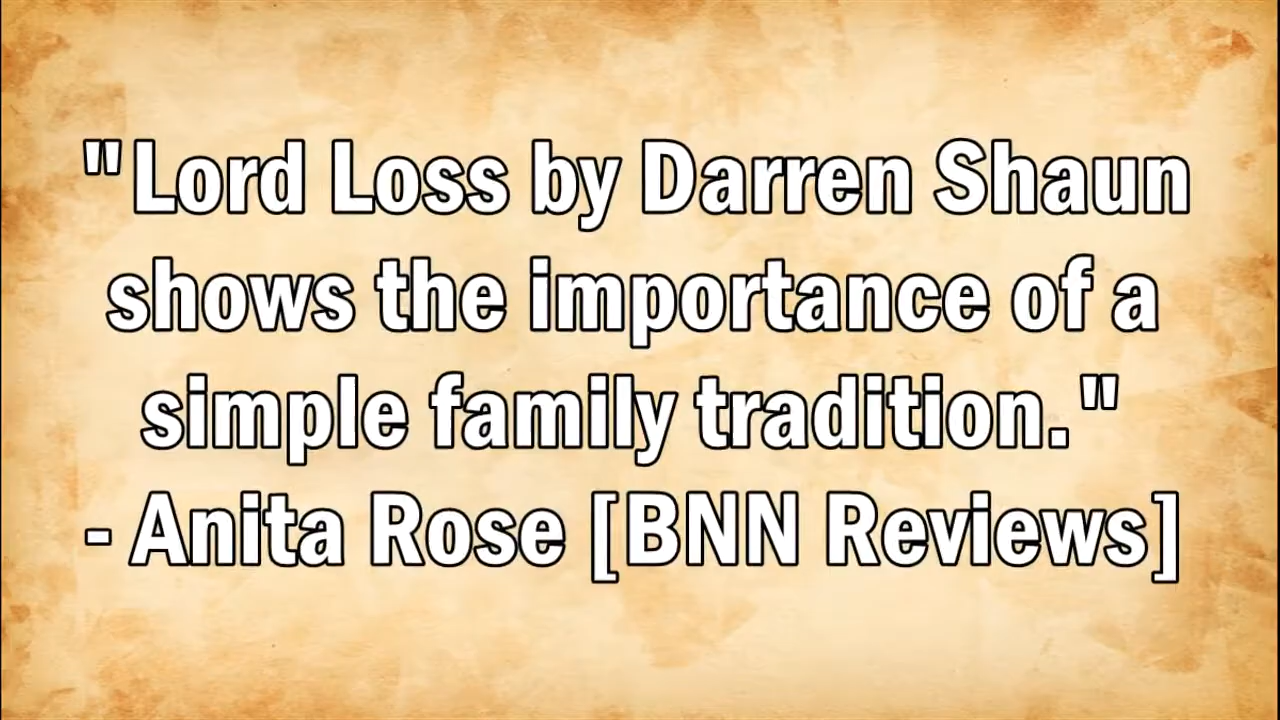 "Lord Loss by Darren Shaun
shows the importance of a
simple family tradition."
- Anita Rose [BNN Reviews]